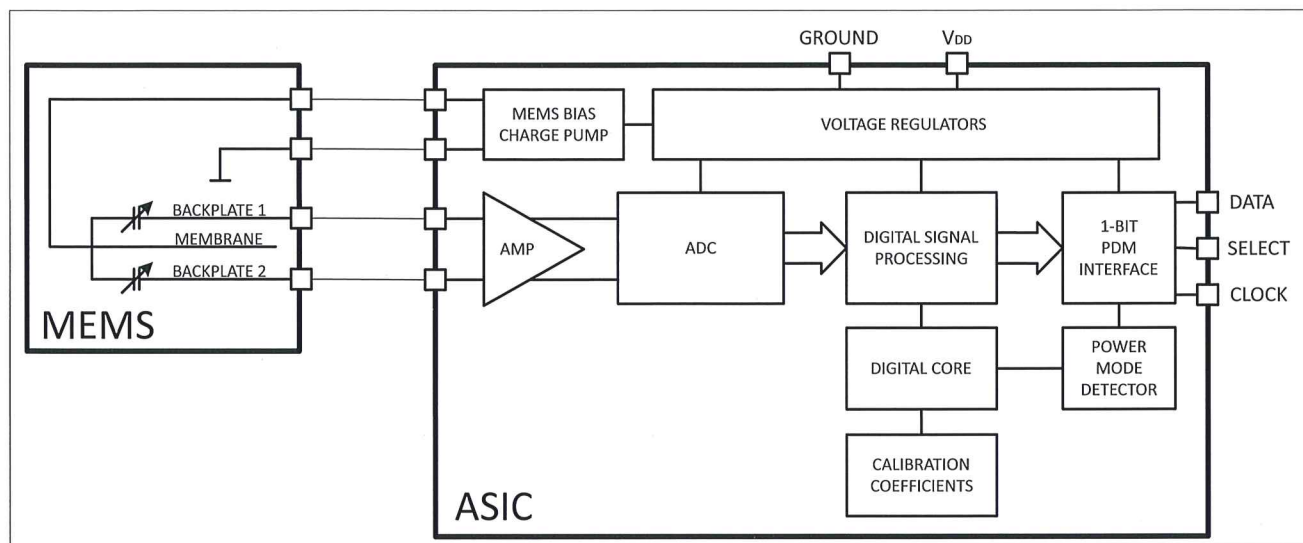 GROUND
VDD
MEMS BIAS
CHARGE PUMP
VOLTAGE REGULATORS
BACKPLATE 1
MEMBRANE
BACKPLATE 2
MEMS
AMP
ADC
DIGITAL SIGNAL
PROCESSING
1-BIT
PDM
INTERFACE
DATA
SELECT
CLOCK
DIGITAL CORE
POWER
MODE
DETECTOR
CALIBRATION
COEFFICIENTS
ASIC